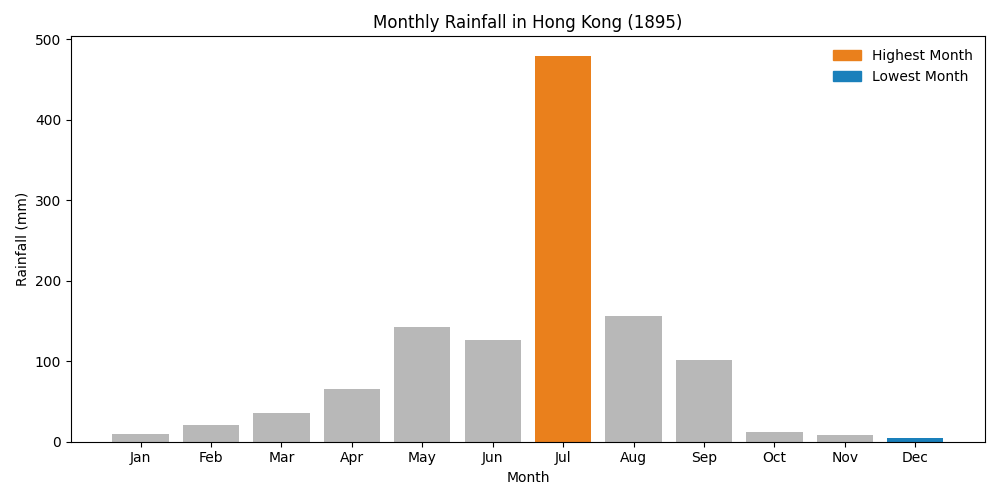 Monthly Rainfall in Hong Kong (1895)
Highest Month
Lowest Month
Rainfall (mm)
500
400
300
200
100
0
Jan Feb Mar Apr May Jun Jul Aug Sep Oct Nov Dec
Month